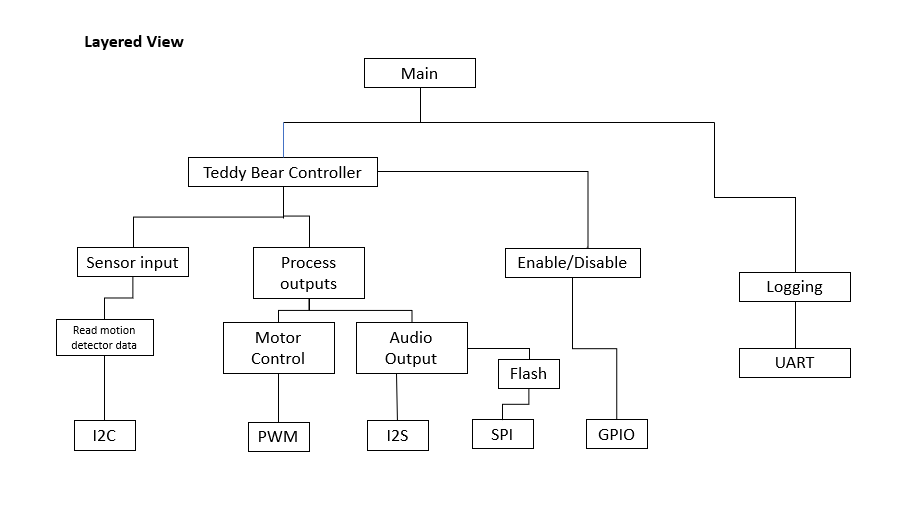 Layered View
Main
Teddy Bear Controller
Sensor input
Process
outputs
Enable/Disable
Logging
Read motion
detector data
Motor
Control
Audio
Output
Flash
UART
I2C
PWM
I2S
SPI
GPIO